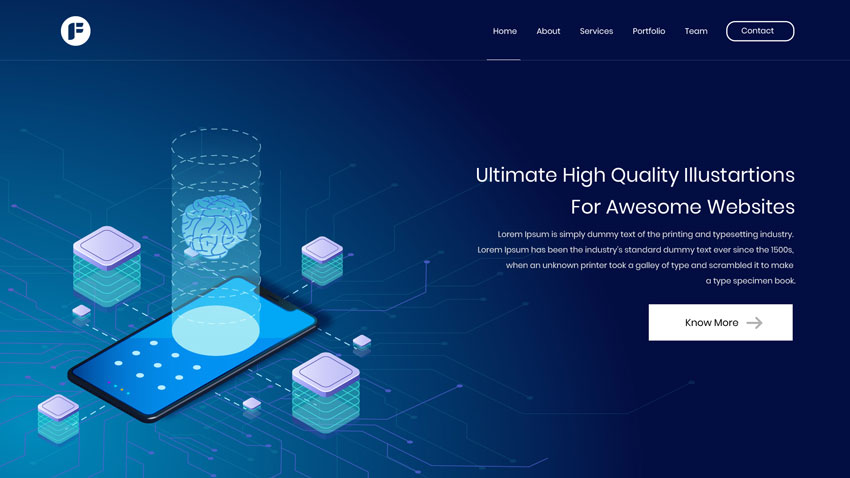 F
Home About Services Portfolio Team Contact
Ultimate High Quality Illustartions
For Awesome Websites
Lorem Ipsum is simply dummy text of the printing and typesetting industry.
Lorem Ipsum has been the industry's standard dummy text ever since the 1500s,
when an unknown printer took a galley of type and scrambled it to make
a type specimen book.
Know More